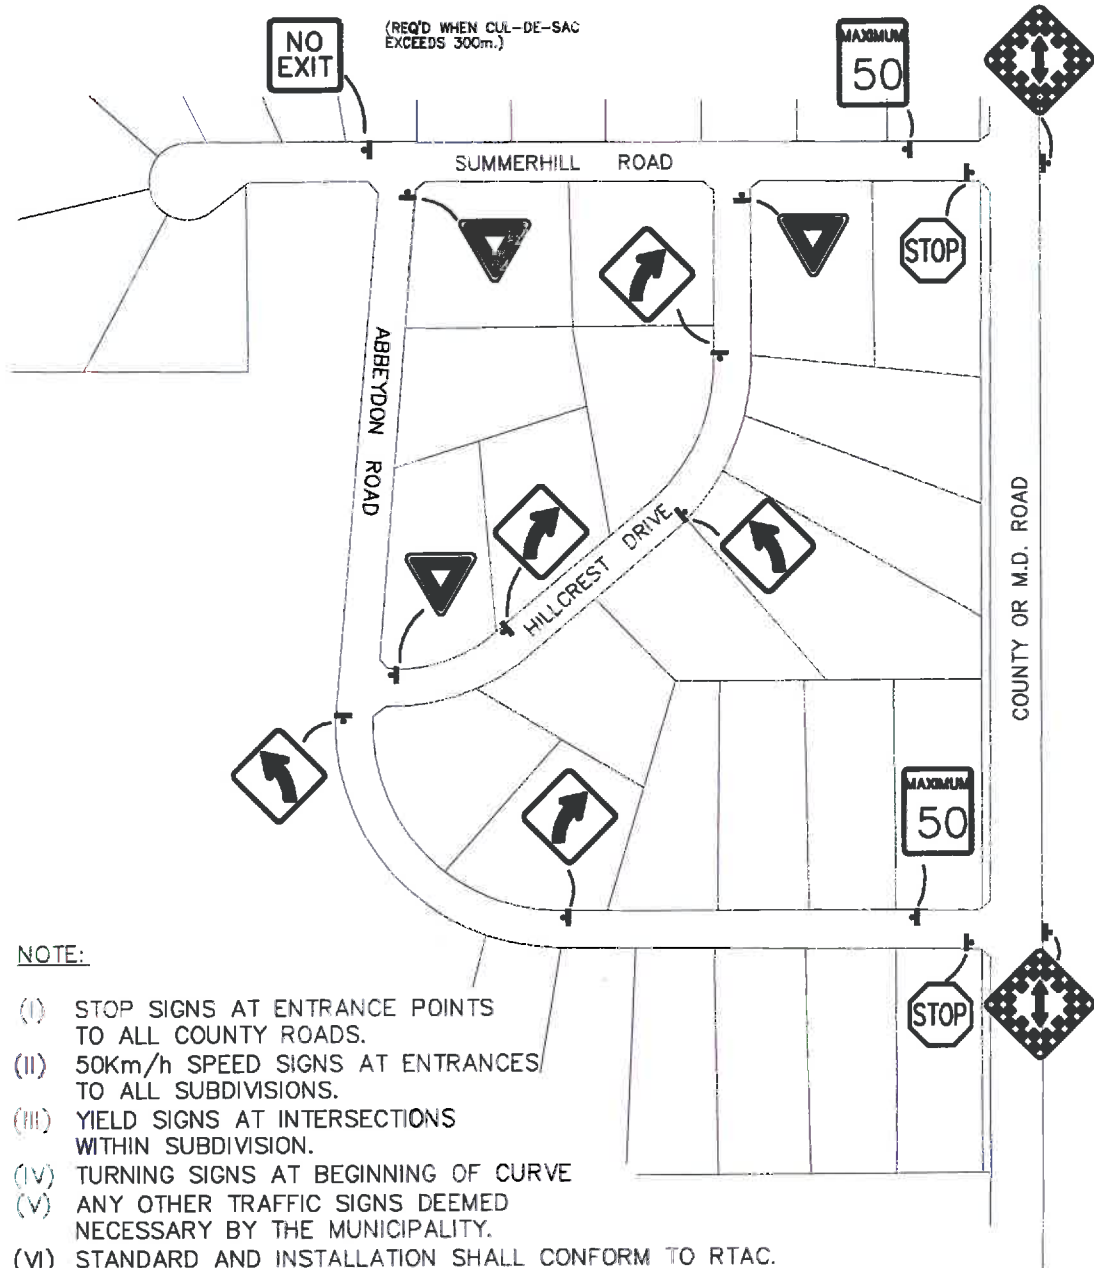 NO
EXIT
(REQ'D WHEN CUL-DE-SAC
EXCEEDS 300m.)
MAXIMUM
50
SUMMERHILL ROAD
STOP
ABBEYDON ROAD
HILLCREST DRIVE
COUNTY OR M.D. ROAD
MAXIMUM
50
STOP
NOTE:
(I) STOP SIGNS AT ENTRANCE POINTS
TO ALL COUNTY ROADS.
(II) 50Km/h SPEED SIGNS AT ENTRANCES
TO ALL SUBDIVISIONS.
(III) YIELD SIGNS AT INTERSECTIONS
WITHIN SUBDIVISION.
(IV) TURNING SIGNS AT BEGINNING OF CURVE
(V) ANY OTHER TRAFFIC SIGNS DEEMED
NECESSARY BY THE MUNICIPALITY.
(VI) STANDARD AND INSTALLATION SHALL CONFORM TO RTAC.